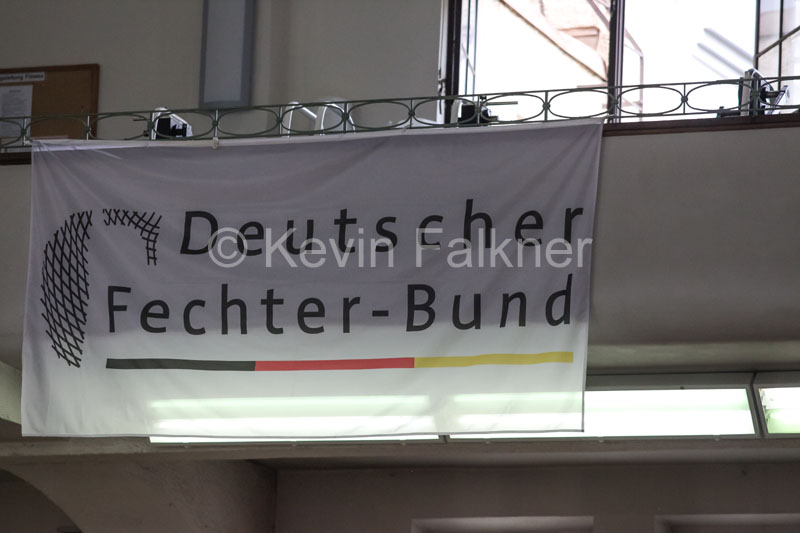 Deutscher
© Kevin Falkner
Fechter-Bund